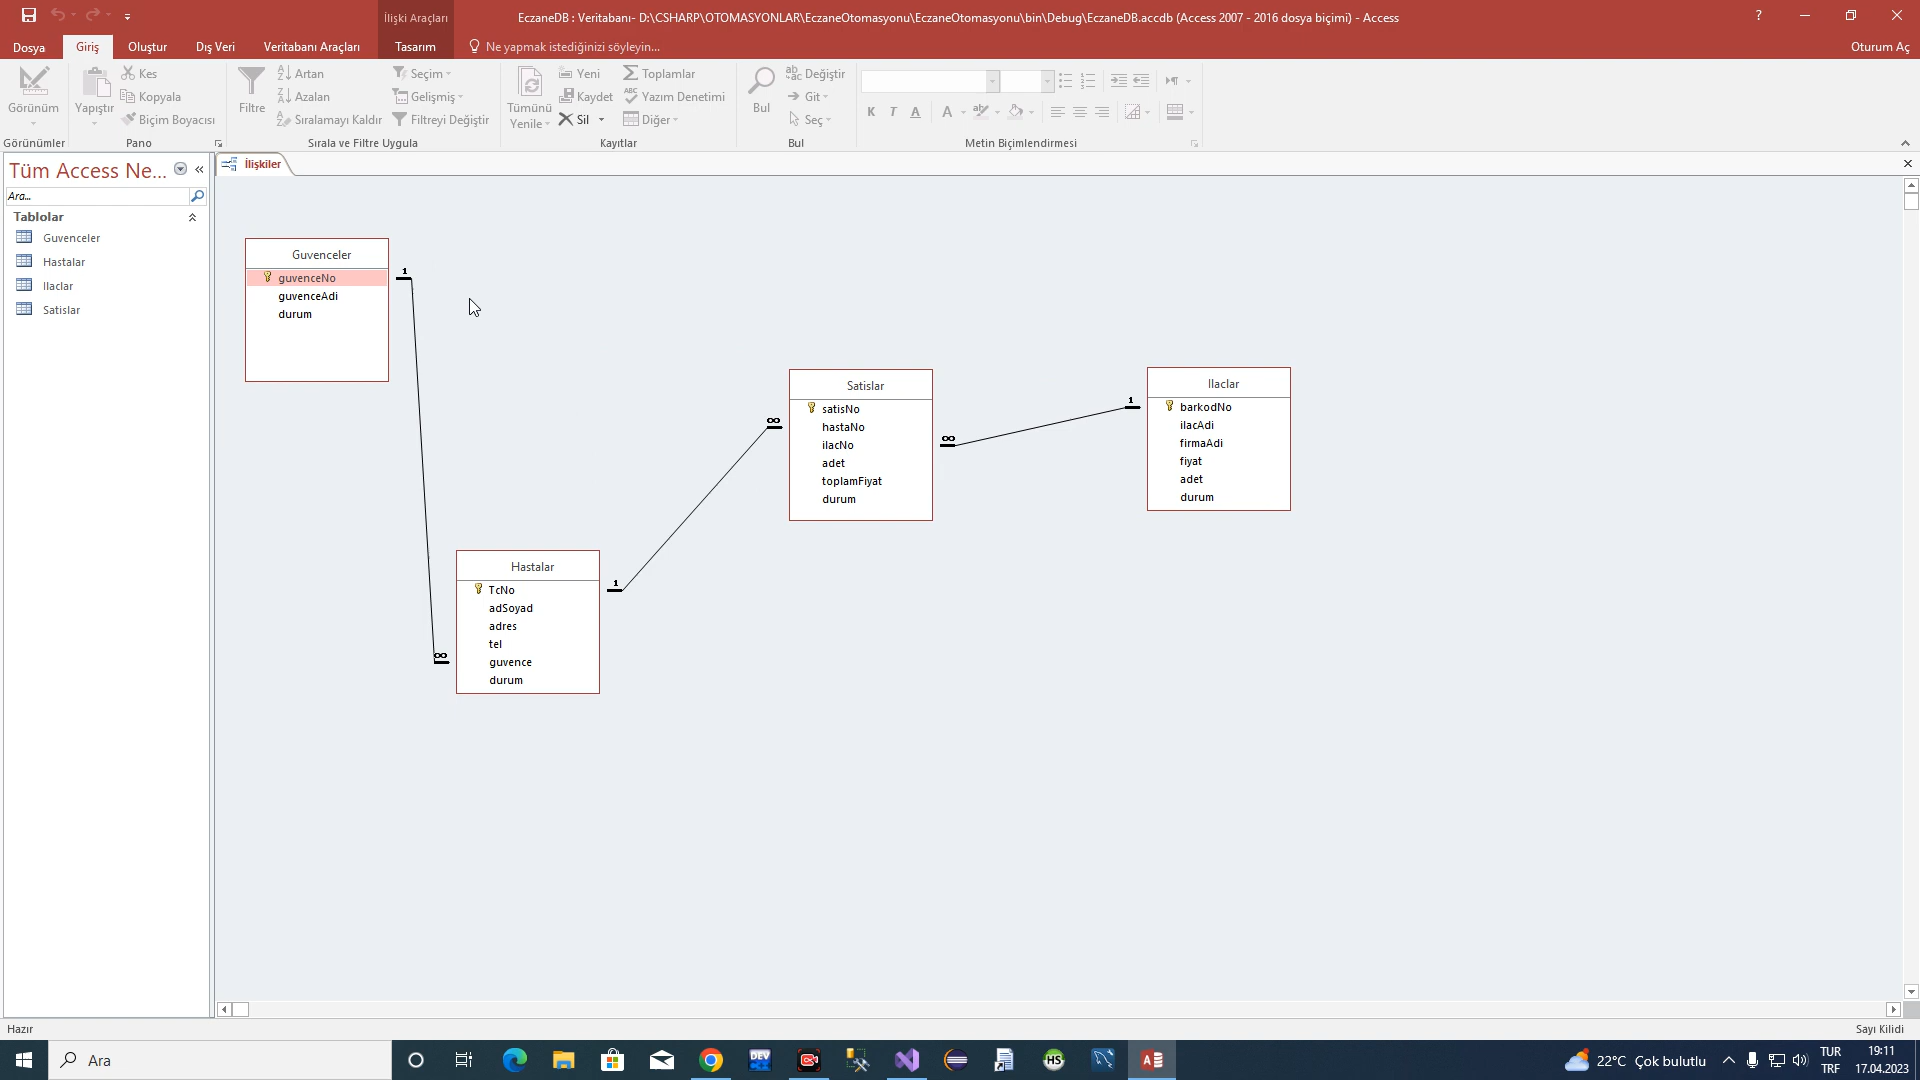 İlişki Araçları
EczaneDB : Veritabanı- D:\CSHARP\OTOMASYONLAR\EczaneOtomasyonu\EczaneOtomasyonu\bin\Debug\EczaneDB.accdb (Access 2007 - 2016 dosya biçimi) - Access
?
Dosya
Giriş
Oluştur
Dış Veri
Veritabanı Araçları
Tasarım
Ne yapmak istediğinizi söyleyin...
Oturum Aç
Görünüm
Görünümler
Yapıştır
Kes
Kopyala
Biçim Boyacısı
Pano
Filtre
Artan
Azalan
Sıralamayı Kaldır
Seçim
Gelişmiş
Filtreyi Değiştir
Sırala ve Filtre Uygula
Tümünü
Yenile
Yeni
Kaydet
Sil
Toplamlar
Yazım Denetimi
Diğer
Kayıtlar
Bul
Değiştir
Git
Seç
Bul
K T A
Metin Biçimlendirmesi
Tüm Access Ne...
Ara...
Tablolar
Guvenceler
Hastalar
Ilaclar
Satislar
İlişkiler
Guvenceler
guvenceNo
guvenceAdi
durum
1
∞
Hastalar
TcNo
adSoyad
adres
tel
guvence
durum
1
∞
Satislar
satisNo
hastaNo
ilacNo
adet
toplamFiyat
durum
∞
1
Ilaclar
barkodNo
ilacAdi
firmaAdi
fiyat
adet
durum
Hazır
Sayı Kilidi
Ara
DEV
HS
22°C Çok bulutlu
TUR
TRF
19:11
17.04.2023